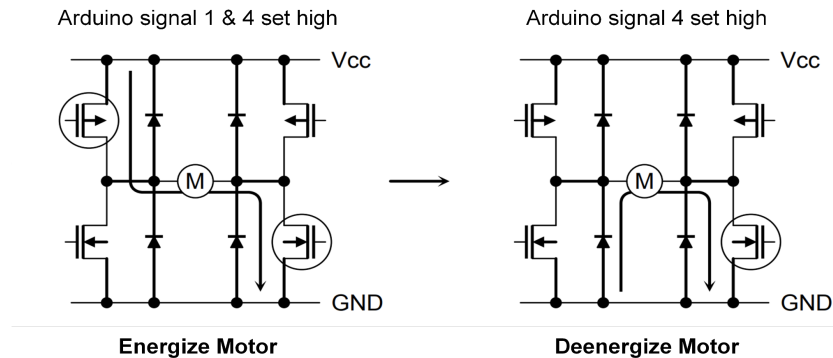 Arduino signal 1 & 4 set high
Arduino signal 4 set high
Vcc
Vcc
M
M
GND
GND
Energize Motor
Deenergize Motor